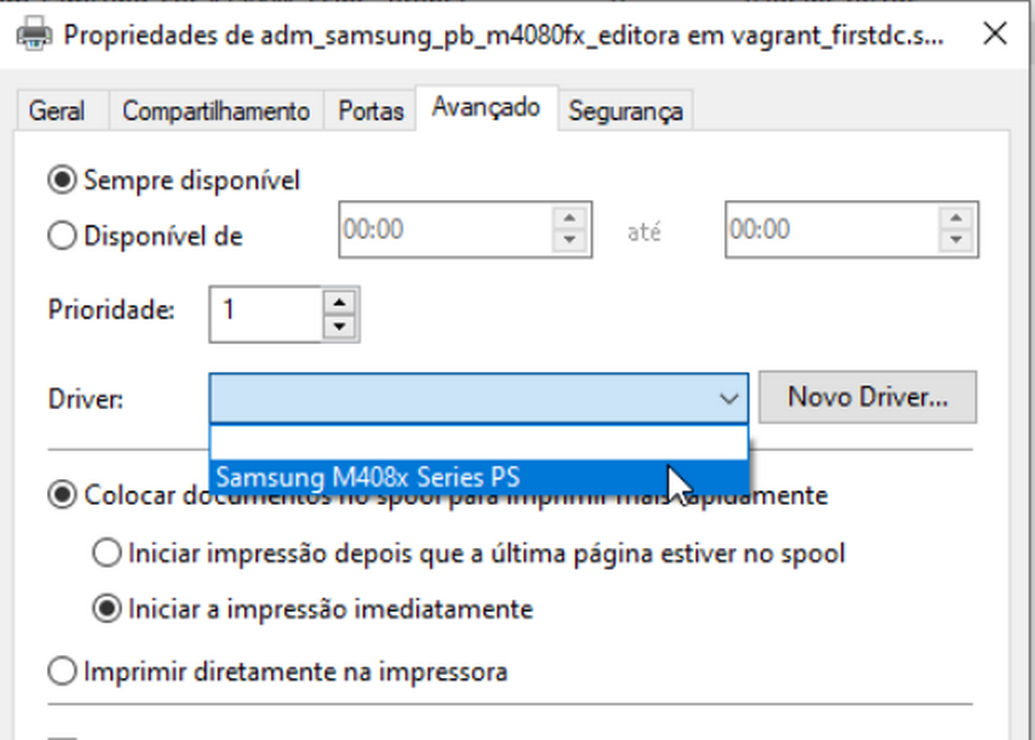 Propriedades de adm_samsung_pb_m4080fx_editora em vagrant_firstdc.s...
Geral Compartilhamento Portas Avançado Segurança
Sempre disponível
Disponível de 00:00 até 00:00
Prioridade: 1
Driver: Novo Driver...
Samsung M408x Series PS
Colocar documentos no spool para imprimir mais rapidamente
Iniciar impressão depois que a última página estiver no spool
Iniciar a impressão imediatamente
Imprimir diretamente na impressora